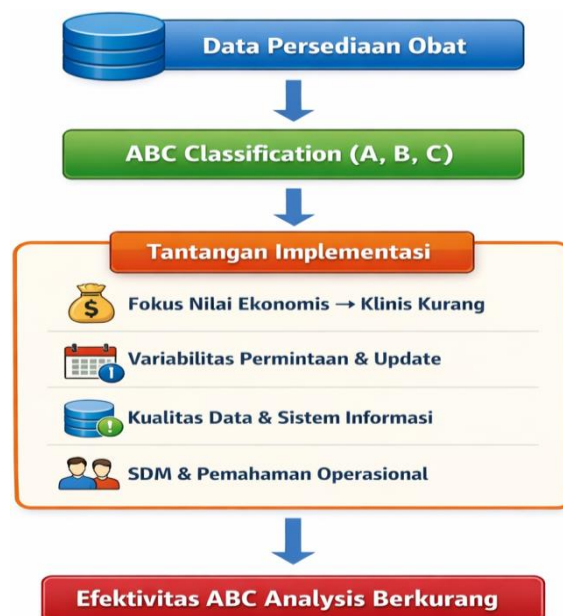 Data Persediaan Obat
ABC Classification (A, B, C)
Tantangan Implementasi
$
Fokus Nilai Ekonomis → Klinis Kurang
Variabilitas Permintaan & Update
Kualitas Data & Sistem Informasi
SDM & Pemahaman Operasional
Efektivitas ABC Analysis Berkurang